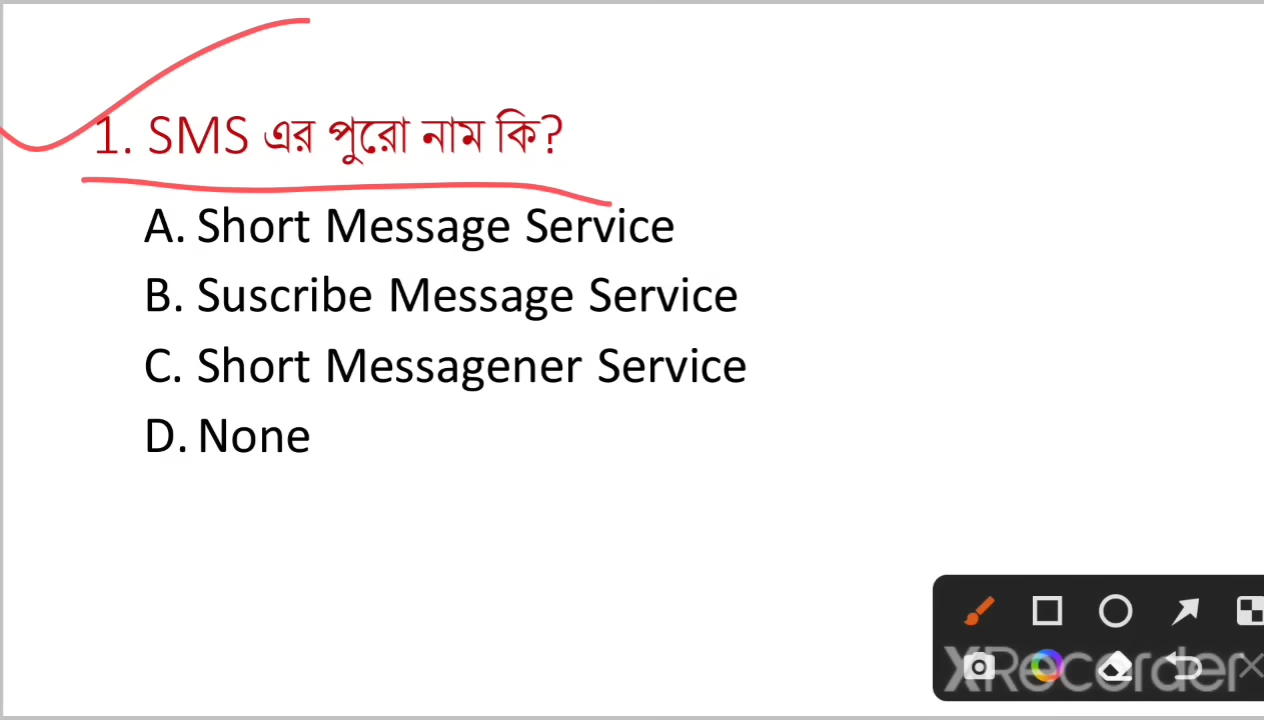 1. SMS এর পুরো নাম কি?
A. Short Message Service
B. Suscribe Message Service
C. Short Messagener Service
D. None
XRecorder